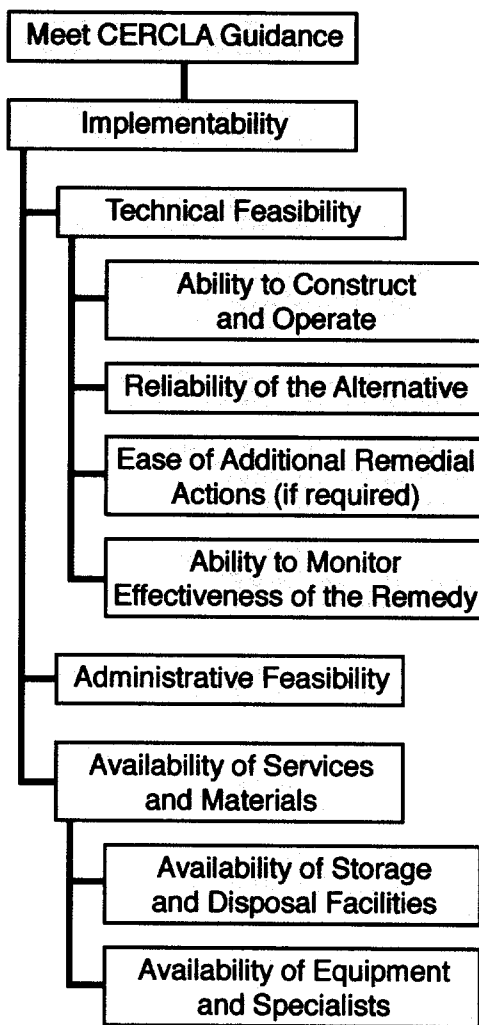 Meet CERCLA Guidance
Implementability
Technical Feasibility
Ability to Construct
and Operate
Reliability of the Alternative
Ease of Additional Remedial
Actions (if required)
Ability to Monitor
Effectiveness of the Remedy
Administrative Feasibility
Availability of Services
and Materials
Availability of Storage
and Disposal Facilities
Availability of Equipment
and Specialists